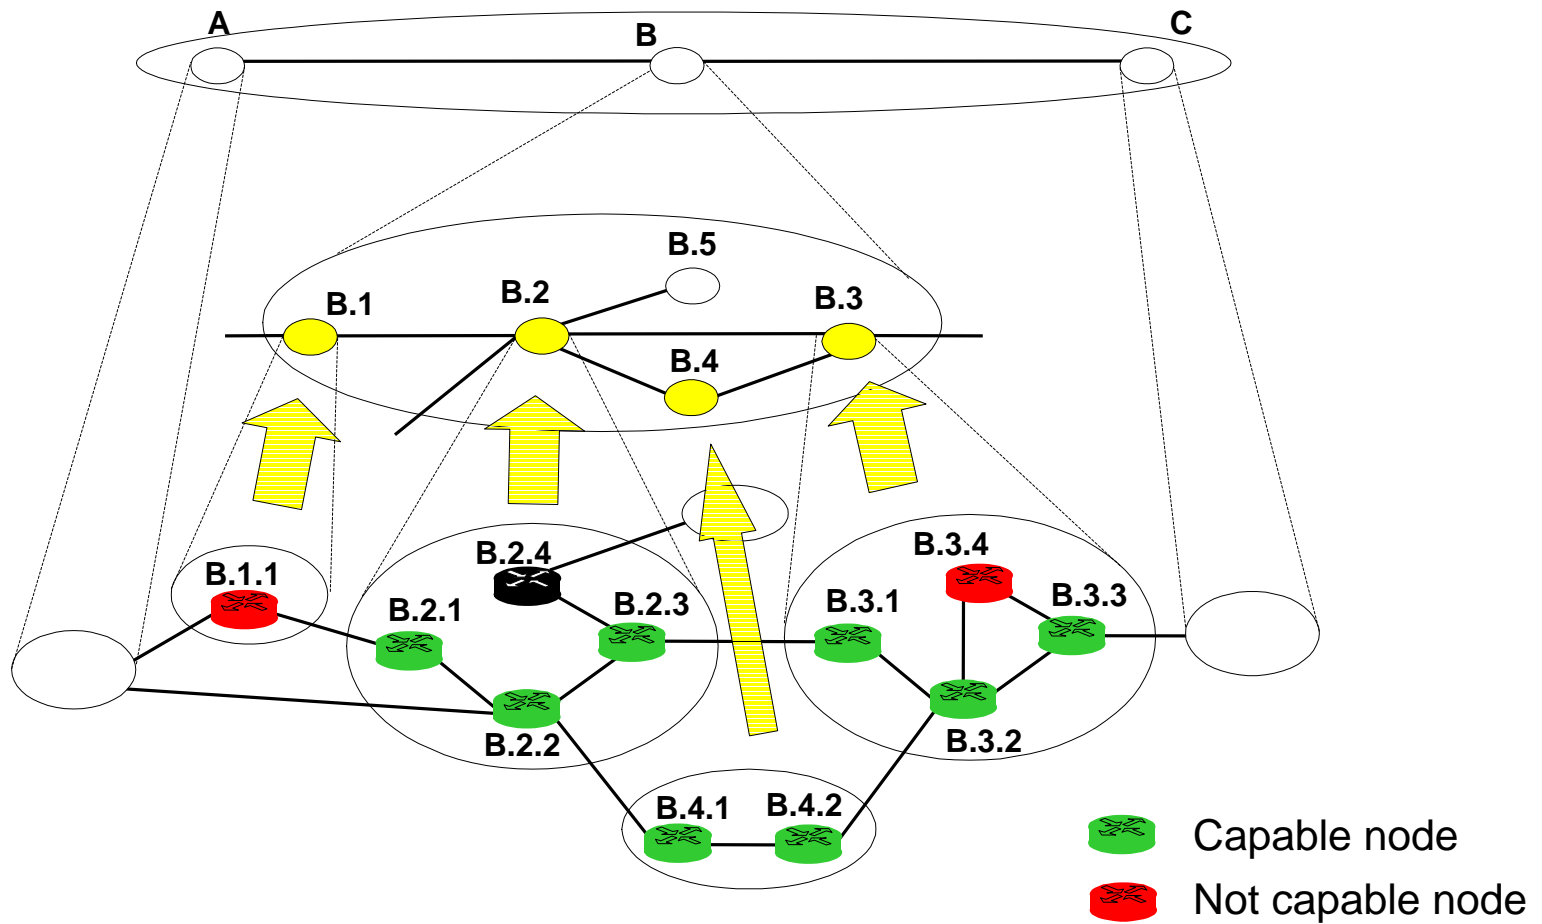 A
B
C
B.5
B.1
B.2
B.3
B.4
B.2.4
B.3.4
B.1.1
B.2.1
B.2.3
B.3.1
B.3.3
B.2.2
B.3.2
B.4.1
B.4.2
Capable node
Not capable node